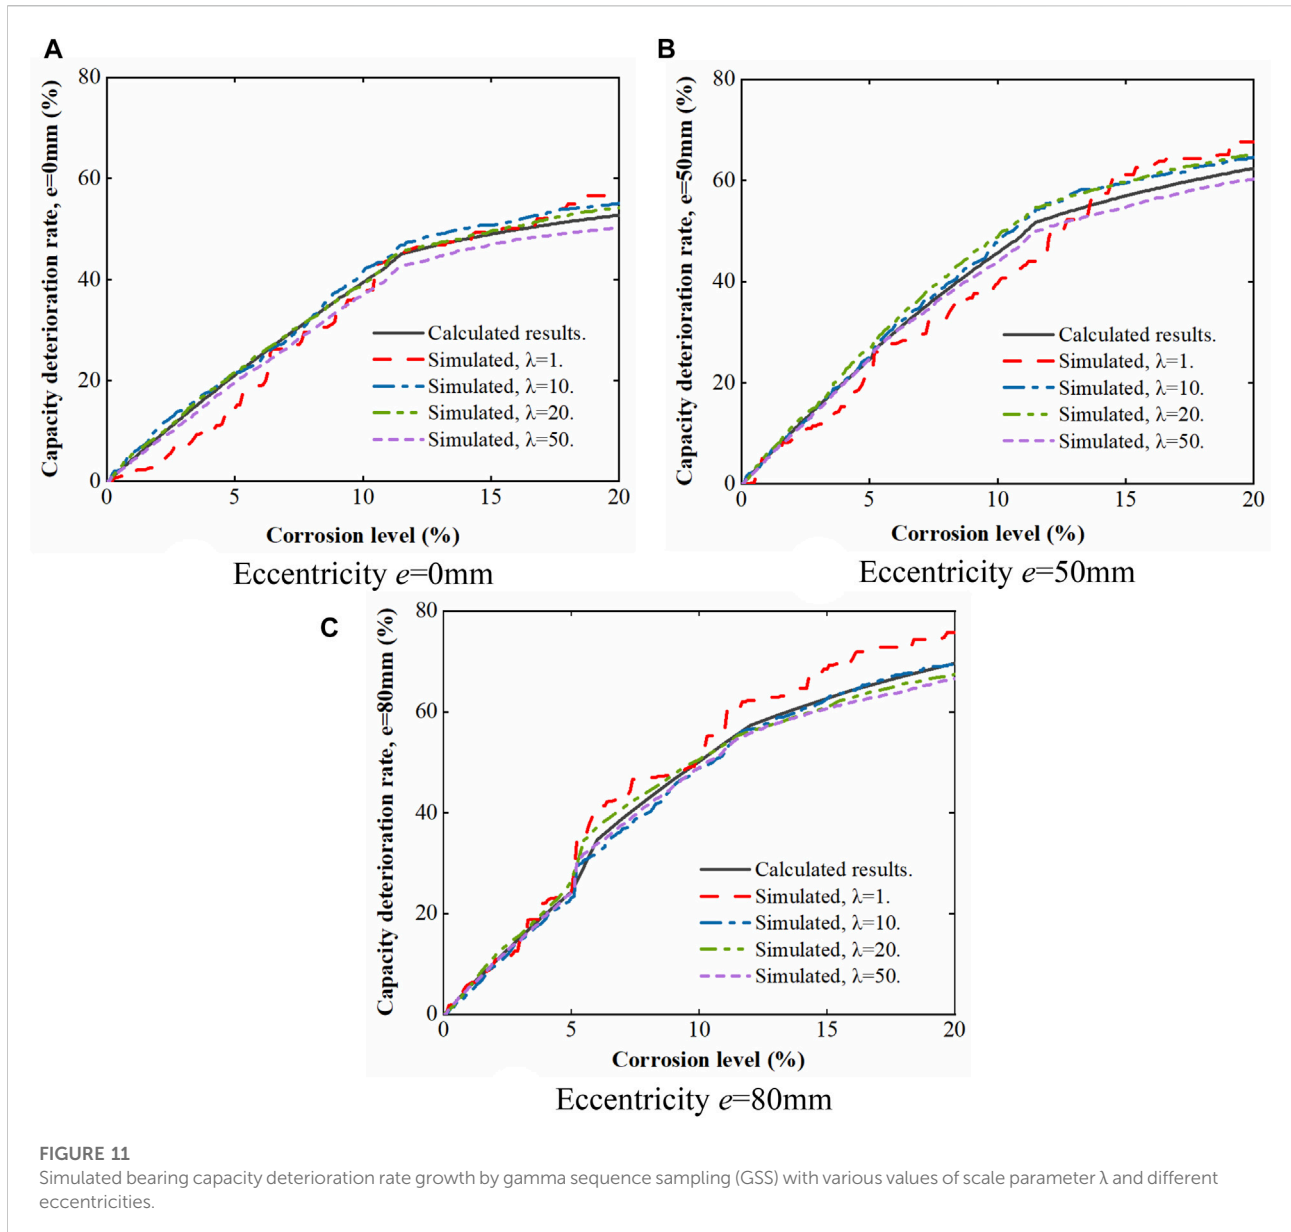 A
Capacity deterioration rate, e=0mm (%)
80
60
40
20
0
Calculated results.
Simulated, λ=1.
Simulated, λ=10.
Simulated, λ=20.
Simulated, λ=50.
0 5 10 15 20
Corrosion level (%)
Eccentricity e=0mm
B
Capacity deterioration rate, e=50mm (%)
80
60
40
20
0
Calculated results.
Simulated, λ=1.
Simulated, λ=10.
Simulated, λ=20.
Simulated, λ=50.
0 5 10 15 20
Corrosion level (%)
Eccentricity e=50mm
C
Capacity deterioration rate, e=80mm (%)
80
60
40
20
0
Calculated results.
Simulated, λ=1.
Simulated, λ=10.
Simulated, λ=20.
Simulated, λ=50.
0 5 10 15 20
Corrosion level (%)
Eccentricity e=80mm
FIGURE 11
Simulated bearing capacity deterioration rate growth by gamma sequence sampling (GSS) with various values of scale parameter λ and different
eccentricities.